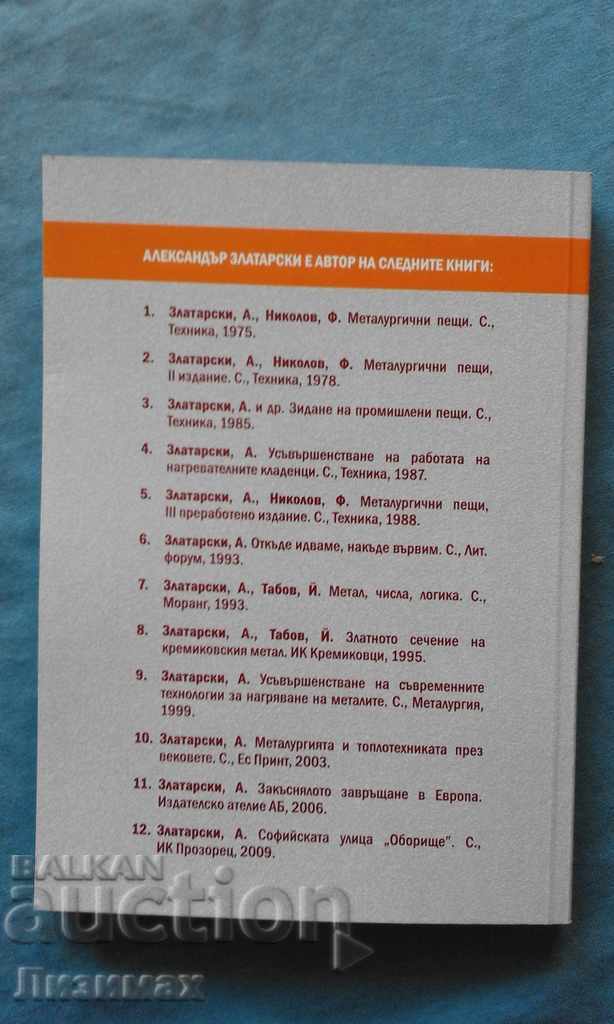 АЛЕКСАНДЪР ЗЛАТАРСКИ Е АВТОР НА СЛЕДНИТЕ КНИГИ:
1. Златарски, А., Николов, Ф. Металургични пещи. С.,
Техника, 1975.
2. Златарски, А., Николов, Ф. Металургични пещи,
II издание. С., Техника, 1978.
3. Златарски, А. и др. Зидане на промишлени пещи. С.,
Техника, 1985.
4. Златарски, А. Усъвършенстване на работата на
нагревателните кладенци. С., Техника, 1987.
5. Златарски, А., Николов, Ф. Металургични пещи,
III преработено издание. С., Техника, 1988.
6. Златарски, А. Откъде идваме, накъде вървим. С., Лит.
форум, 1993.
7. Златарски, А., Табов, Й. Метал, числа, логика. С.,
Моранг, 1993.
8. Златарски, А., Табов, Й. Златното сечение на
кремиковския метал. ИК Кремиковци, 1995.
9. Златарски, А. Усъвършенстване на съвременните
технологии за нагряване на металите. С., Металургия,
1999.
10. Златарски, А. Металургията и топлотехниката през
вековете. С., Ес Принт, 2003.
11. Златарски, А. Закъснялото завръщане в Европа.
Издателско ателие АБ, 2006.
12. Златарски, А. Софийската улица „Оборище". С.,
ИК Прозорец, 2009.
BALKAN
auction
Лизимах